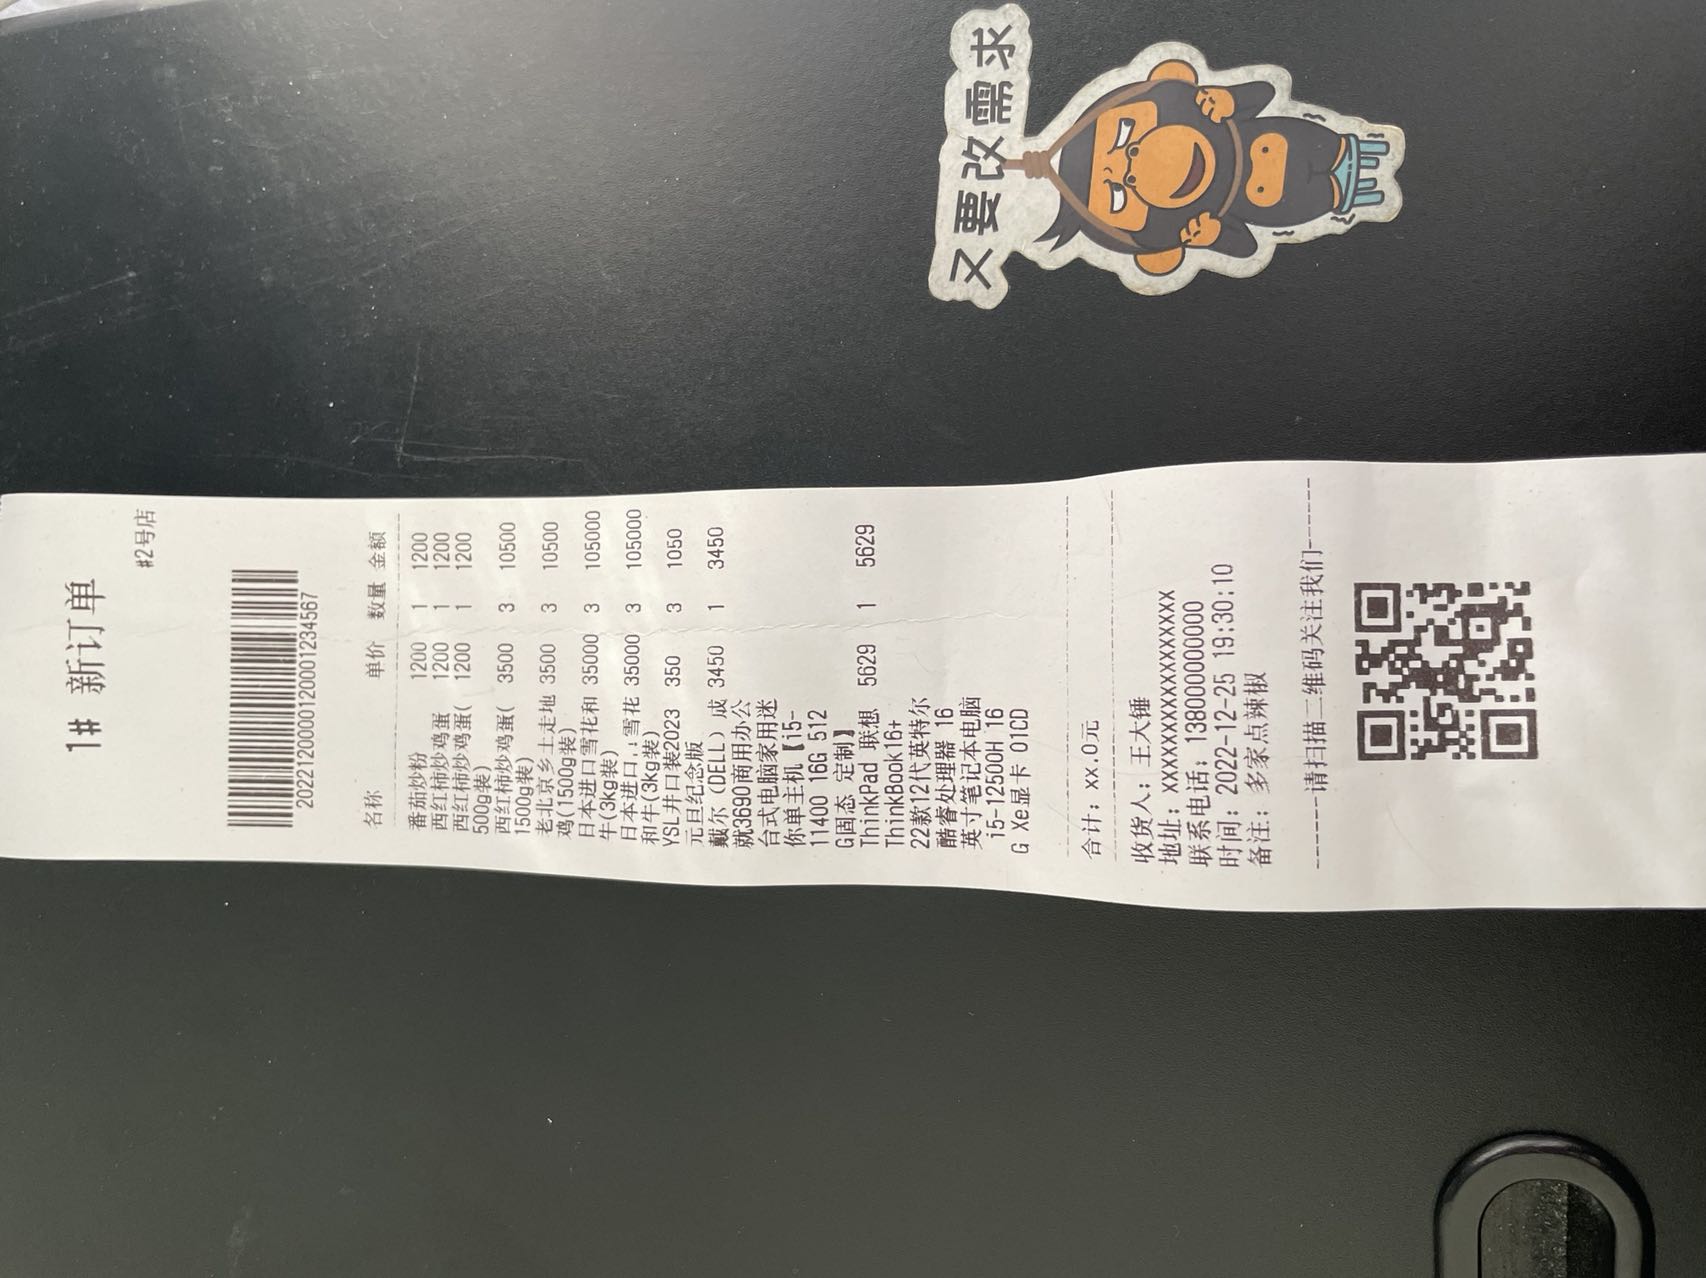 1# 新订单
#2号店
2022120000120001234567
名称 单价 数量 金额
番茄炒粉 1200 1 1200
西红柿炒鸡蛋 1200 1 1200
西红柿炒鸡蛋( 1200 1 1200
500g装)
西红柿炒鸡蛋( 3500 3 10500
1500g装)
老北京乡土走地 3500 3 10500
鸡(1500g装)
日本进口雪花和 35000 3 105000
牛(3kg装)
日本进口,,雪花 35000 3 105000
和牛(3kg装)
YSL井口装2023 350 3 1050
元旦纪念版
戴尔（DELL）成 3450 1 3450
就3690商用办公
台式电脑家用迷
你单主机【i5-
11400 16G 512
G固态 定制】
ThinkPad 联想 5629 1 5629
ThinkBook16+
22款12代英特尔
酷睿处理器 16
英寸笔记本电脑
i5-12500H 16
G Xe显卡 01CD
合计：xx.0元
收货人：王大锤
地址：XXXXXXXXXXXXXXXXX
联系电话：138000000000
时间：2022-12-25 19:30:10
备注：多家点辣椒
------请扫描二维码关注我们------
又要改需求